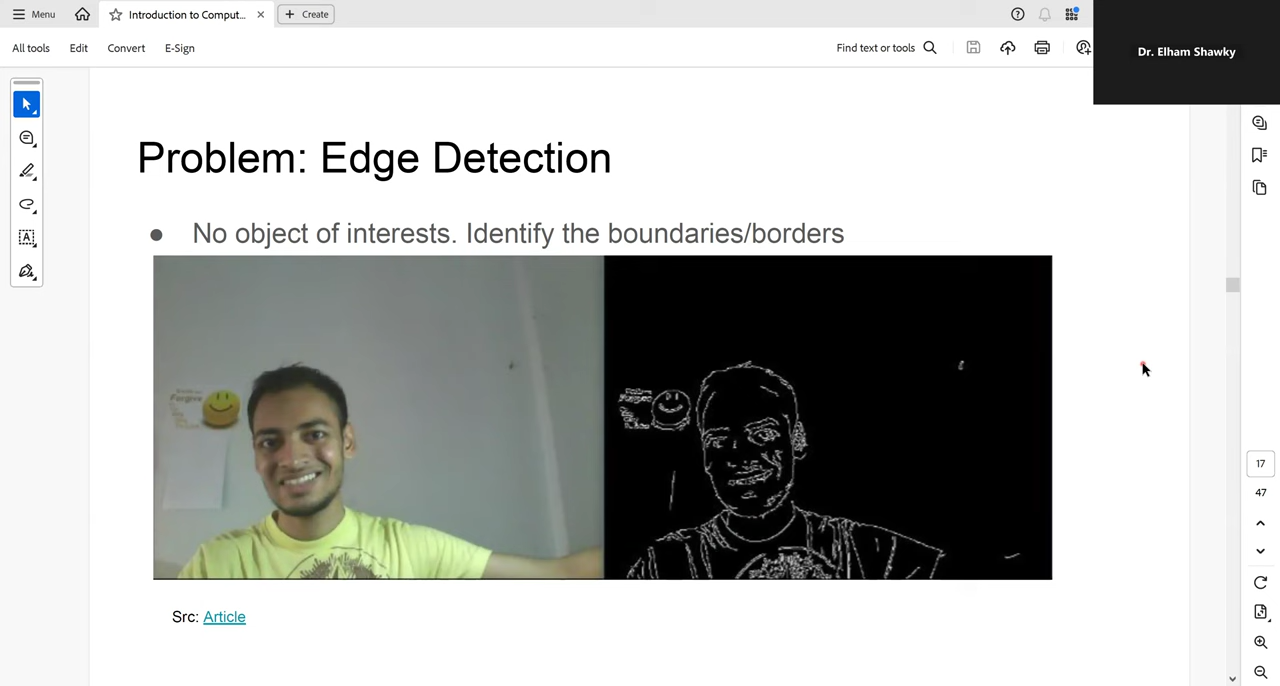 Menu
Introduction to Comput...
Create
All tools
Edit
Convert
E-Sign
Find text or tools
Dr. Elham Shawky
Problem: Edge Detection
● No object of interests. Identify the boundaries/borders
Forgive
Src: Article
17
47